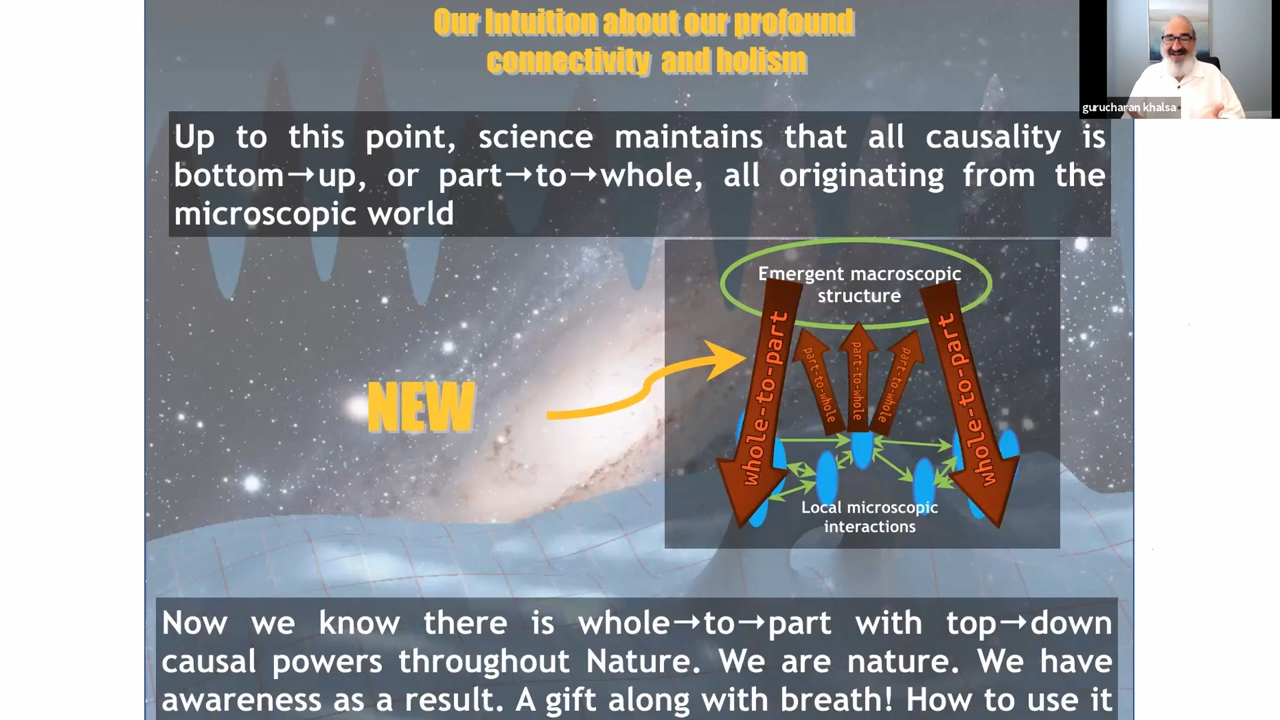 Our Intuition about our profound
connectivity and holism
gurucharan khalsa
Up to this point, science maintains that all causality is
bottom→up, or part→to→whole, all originating from the
microscopic world
Emergent macroscopic
structure
whole-to-part
part-to-whole
part-to-whole
part-to-whole
whole-to-part
NEW
Local microscopic
interactions
Now we know there is whole→to→part with top→down
causal powers throughout Nature. We are nature. We have
awareness as a result. A gift along with breath! How to use it